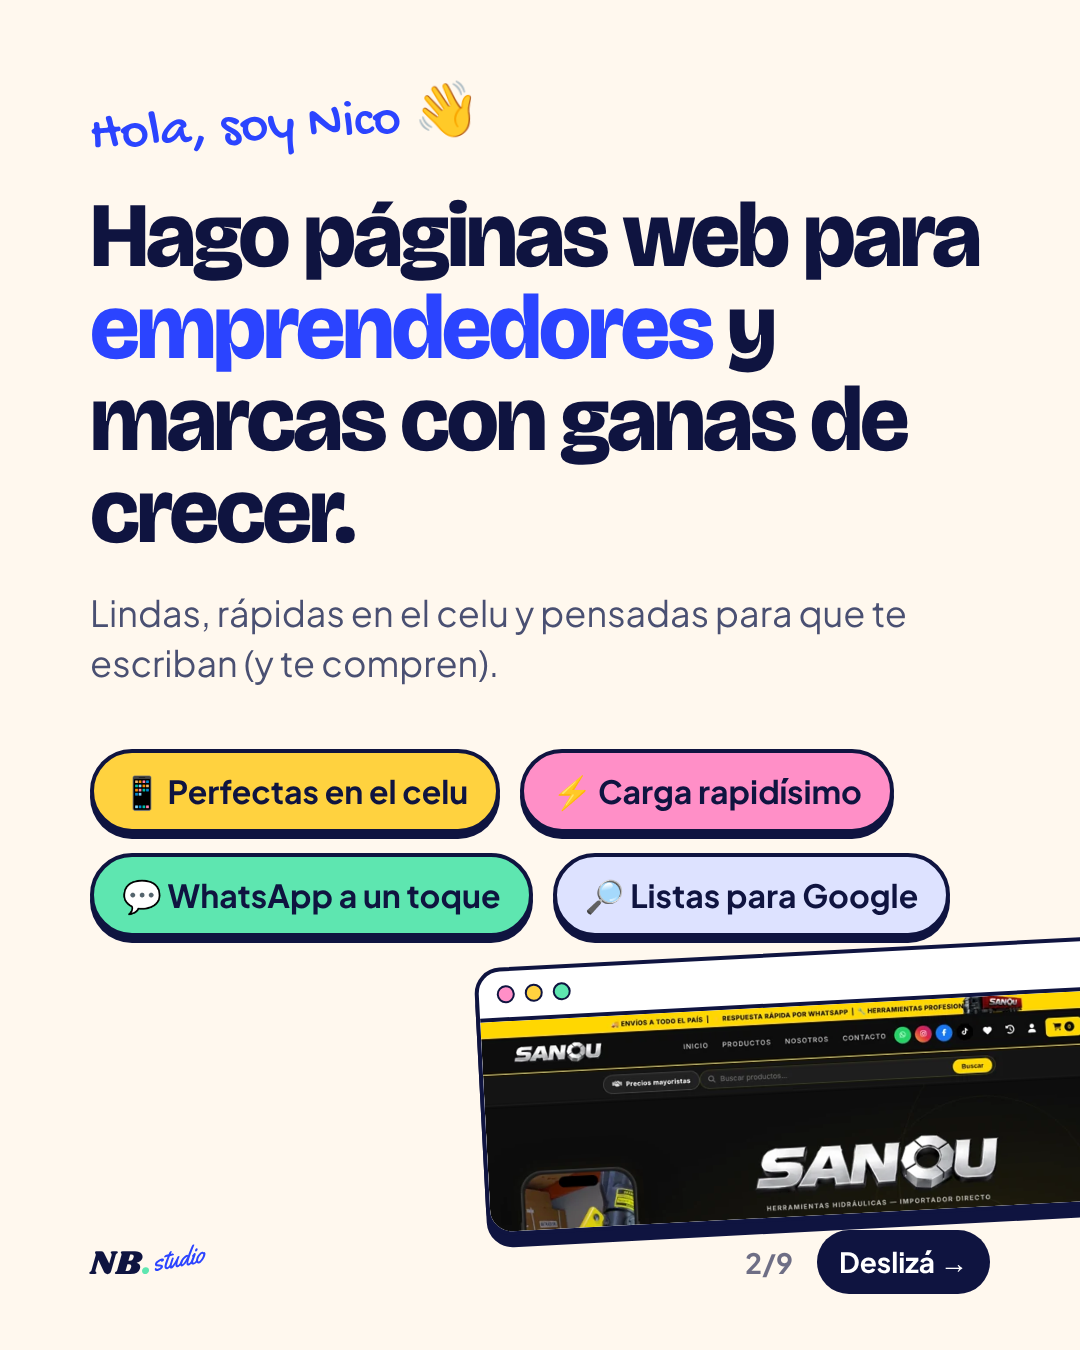 Hola, soy Nico 👋
Hago páginas web para
emprendedores y
marcas con ganas de
crecer.
Lindas, rápidas en el celu y pensadas para que te
escriban (y te compren).
📱 Perfectas en el celu
⚡ Carga rapidísimo
💬 WhatsApp a un toque
🔎 Listas para Google
ENVÍOS A TODO EL PAÍS | RESPUESTA RÁPIDA POR WHATSAPP | HERRAMIENTAS PROFESION
SANOU
SANOU
INICIO PRODUCTOS NOSOTROS CONTACTO
0
Precios mayoristas
Buscar productos...
Buscar
SANOU
HERRAMIENTAS HIDRÁULICAS — IMPORTADOR DIRECTO
NB. studio
2/9
Deslizá →